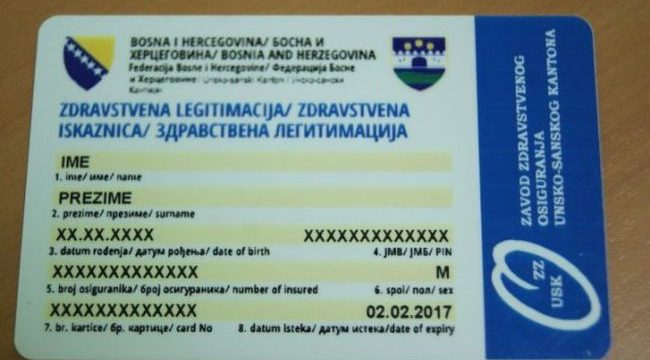 BOSNA I HERCEGOVINA/ БОСНА И
ХЕРЦЕГОВИНА/ BOSNIA AND HERZEGOVINA
Federacija Bosne i Hercegovine / Федерација Босне
и Херцеговине / Unsko-sanski Kanton / Унско-сански
Кантон
ZDRAVSTVENA LEGITIMACIJA/ ZDRAVSTVENA
ISKAZNICA/ ЗДРАВСТВЕНА ЛЕГИТИМАЦИЈА
IME
1. ime/ име/ name
PREZIME
2. prezime/ презиме/ surname
XX.XX.XXXX XXXXXXXXXXXXX
3. datum rođenja/ датум рођења/ date of birth 4. JMB/ ЈМБ/ PIN
XXXXXXXXXXXXX M
5. broj osiguranika/ број осигураника/ number of insured 6. spol/ пол/ sex
XXXXXXXXXXXXX 02.02.2017
7. br. kartice/ бр. картице/ card No 8. datum isteka/ датум истека/date of expiry
ZAVOD ZDRAVSTVENOG
OSIGURANJA
UNSKO-SANSKOG KANTONA
ZZ
USK